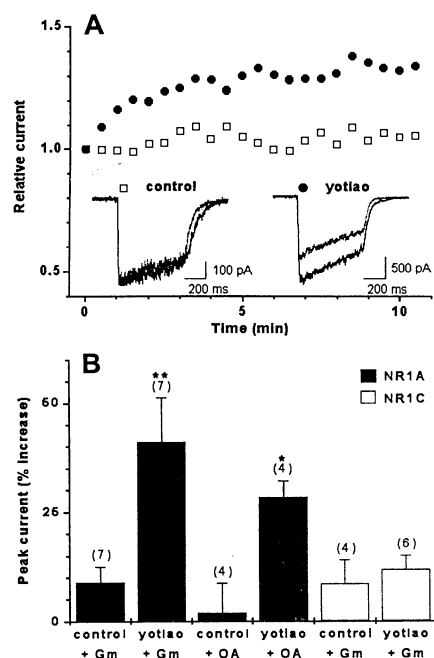 A
1.5
1.0
0.5
Relative current
□ control
● yotiao
100 pA
200 ms
500 pA
200 ms
0 5 10
Time (min)
B
■ NR1A
□ NR1C
60
26
0
Peak current (% increase)
**
(7) (7) (4) * (4) (4) (6)
control yotiao control yotiao control yotiao
+ Gm + Gm + OA + OA + Gm + Gm